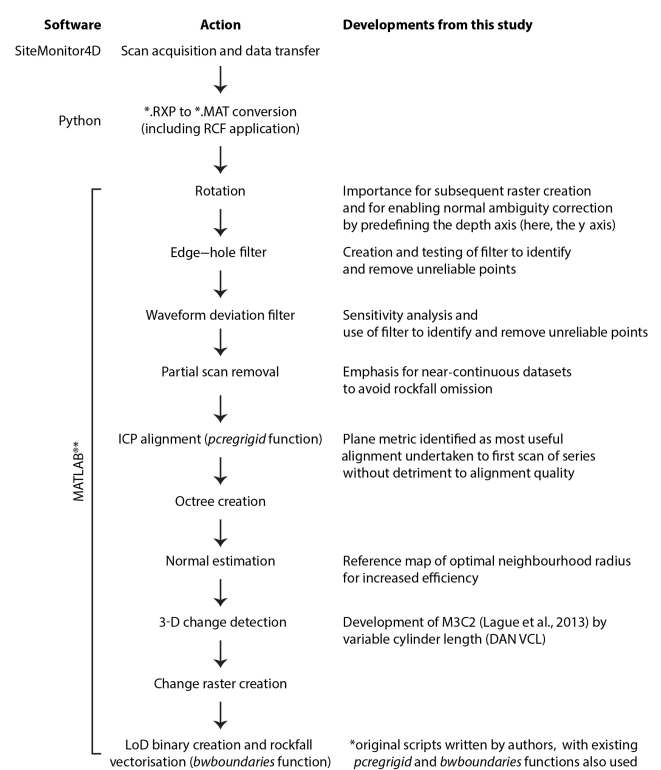 Software Action Developments from this study
SiteMonitor4D Scan acquisition and data transfer
Python
*.RXP to *.MAT conversion
(including RCF application)
MATLAB®*
Rotation
Importance for subsequent raster creation
and for enabling normal ambiguity correction
by predefining the depth axis (here, the y axis)
Edge–hole filter
Creation and testing of filter to identify
and remove unreliable points
Waveform deviation filter
Sensitivity analysis and
use of filter to identify and remove unreliable points
Partial scan removal
Emphasis for near-continuous datasets
to avoid rockfall omission
ICP alignment (pcregrigid function)
Plane metric identified as most useful
alignment undertaken to first scan of series
without detriment to alignment quality
Octree creation
Normal estimation
Reference map of optimal neighbourhood radius
for increased efficiency
3-D change detection
Development of M3C2 (Lague et al., 2013) by
variable cylinder length (DAN VCL)
Change raster creation
LoD binary creation and rockfall
vectorisation (bwboundaries function)
*original scripts written by authors, with existing
pcregrigid and bwboundaries functions also used